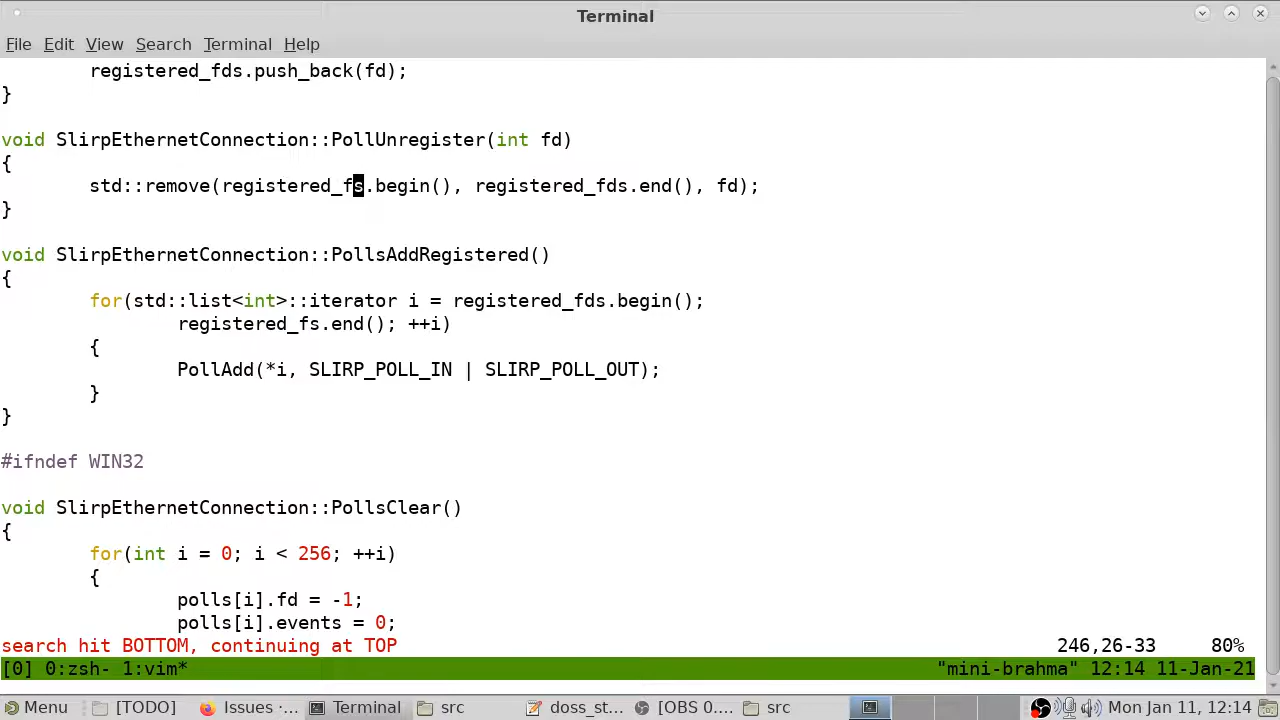 Terminal
File Edit View Search Terminal Help
registered_fds.push_back(fd);
}
void SlirpEthernetConnection::PollUnregister(int fd)
{
std::remove(registered_fs.begin(), registered_fds.end(), fd);
}
void SlirpEthernetConnection::PollsAddRegistered()
{
for(std::list<int>::iterator i = registered_fds.begin();
registered_fs.end(); ++i)
{
PollAdd(*i, SLIRP_POLL_IN | SLIRP_POLL_OUT);
}
}
#ifndef WIN32
void SlirpEthernetConnection::PollsClear()
{
for(int i = 0; i < 256; ++i)
{
polls[i].fd = -1;
polls[i].events = 0;
search hit BOTTOM, continuing at TOP 246,26-33 80%
[0] 0:zsh- 1:vim* "mini-brahma" 12:14 11-Jan-21
Menu [TODO] Issues -... Terminal src doss_st... [OBS 0.... src Mon Jan 11, 12:14